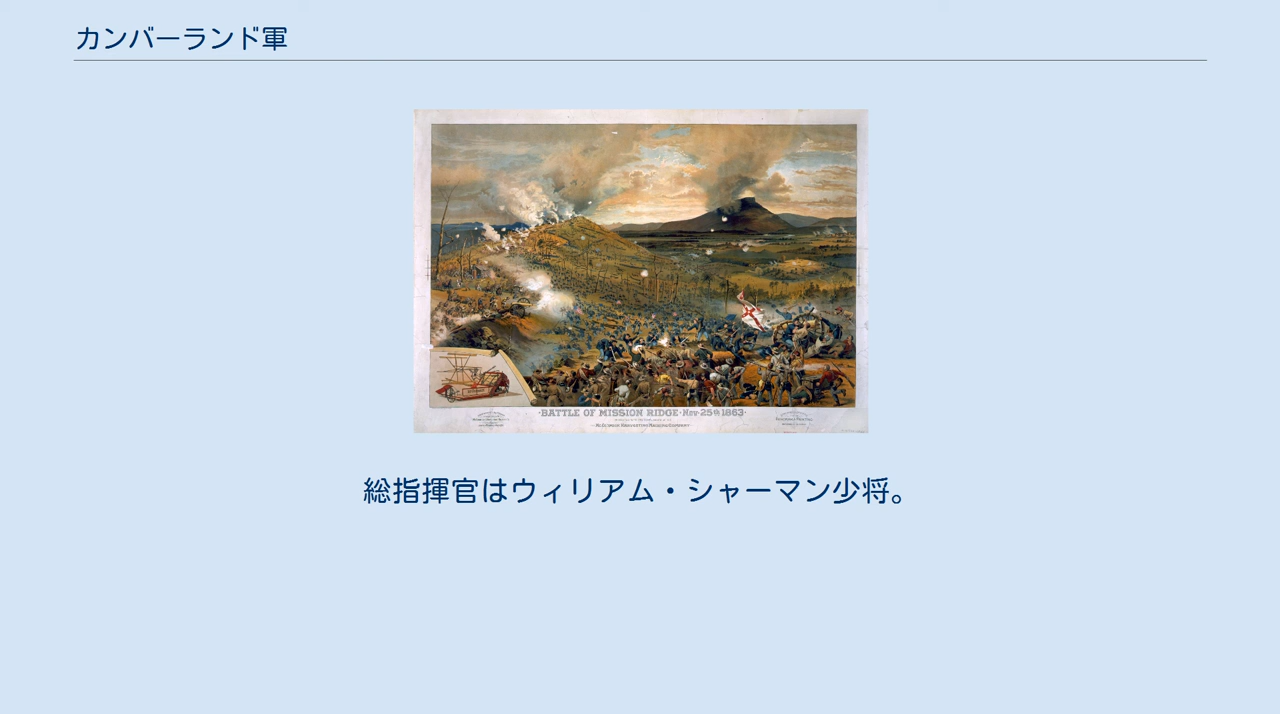 カンバーランド軍
·BATTLE OF MISSION RIDGE·Nov. 25th 1863·
総指揮官はウィリアム・シャーマン少将。